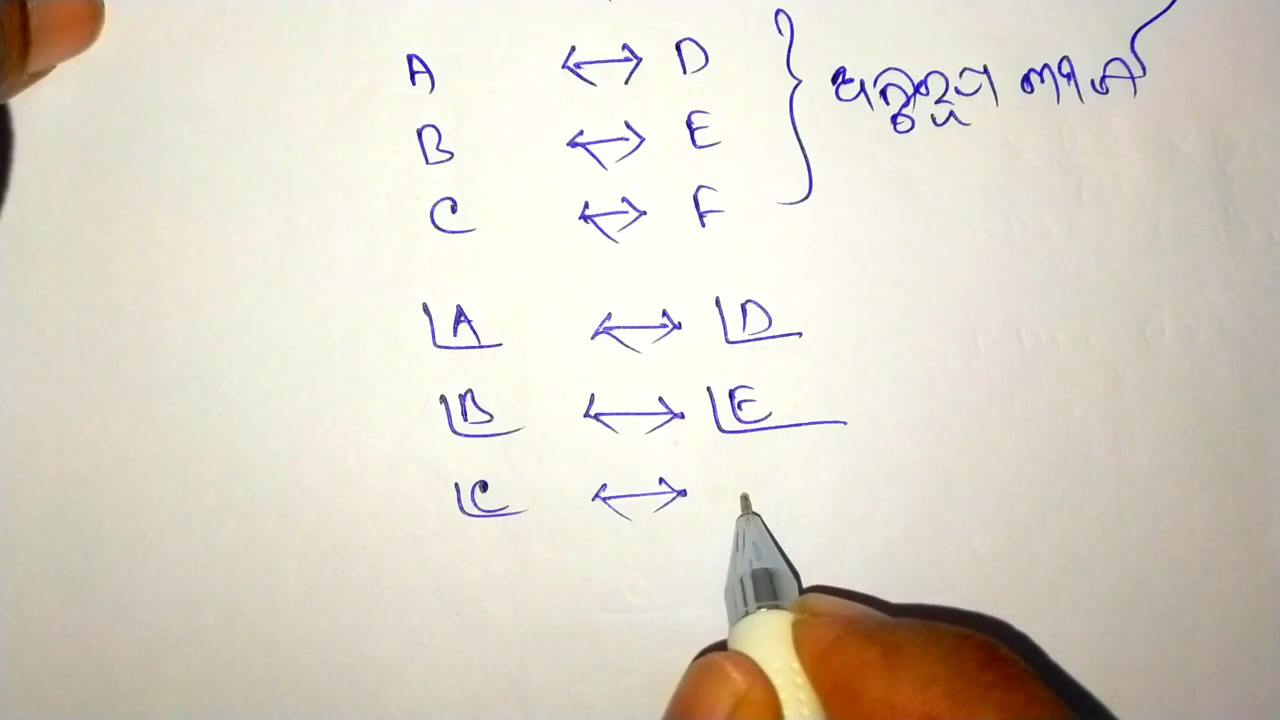 A ↔ D
B ↔ E
C ↔ F
} ଅନୁରୂପ ଶୀର୍ଷ
∠A ↔ ∠D
∠B ↔ ∠E
∠C ↔